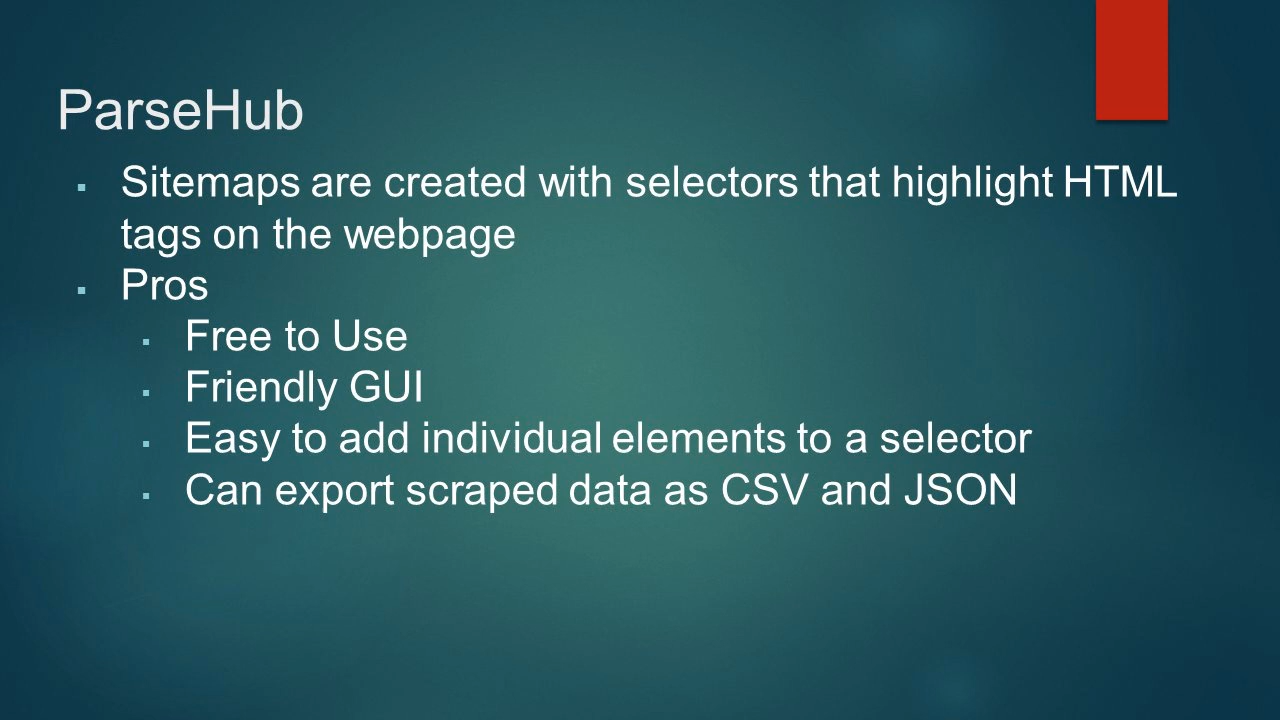 ParseHub
▪ Sitemaps are created with selectors that highlight HTML
tags on the webpage
▪ Pros
▪ Free to Use
▪ Friendly GUI
▪ Easy to add individual elements to a selector
▪ Can export scraped data as CSV and JSON